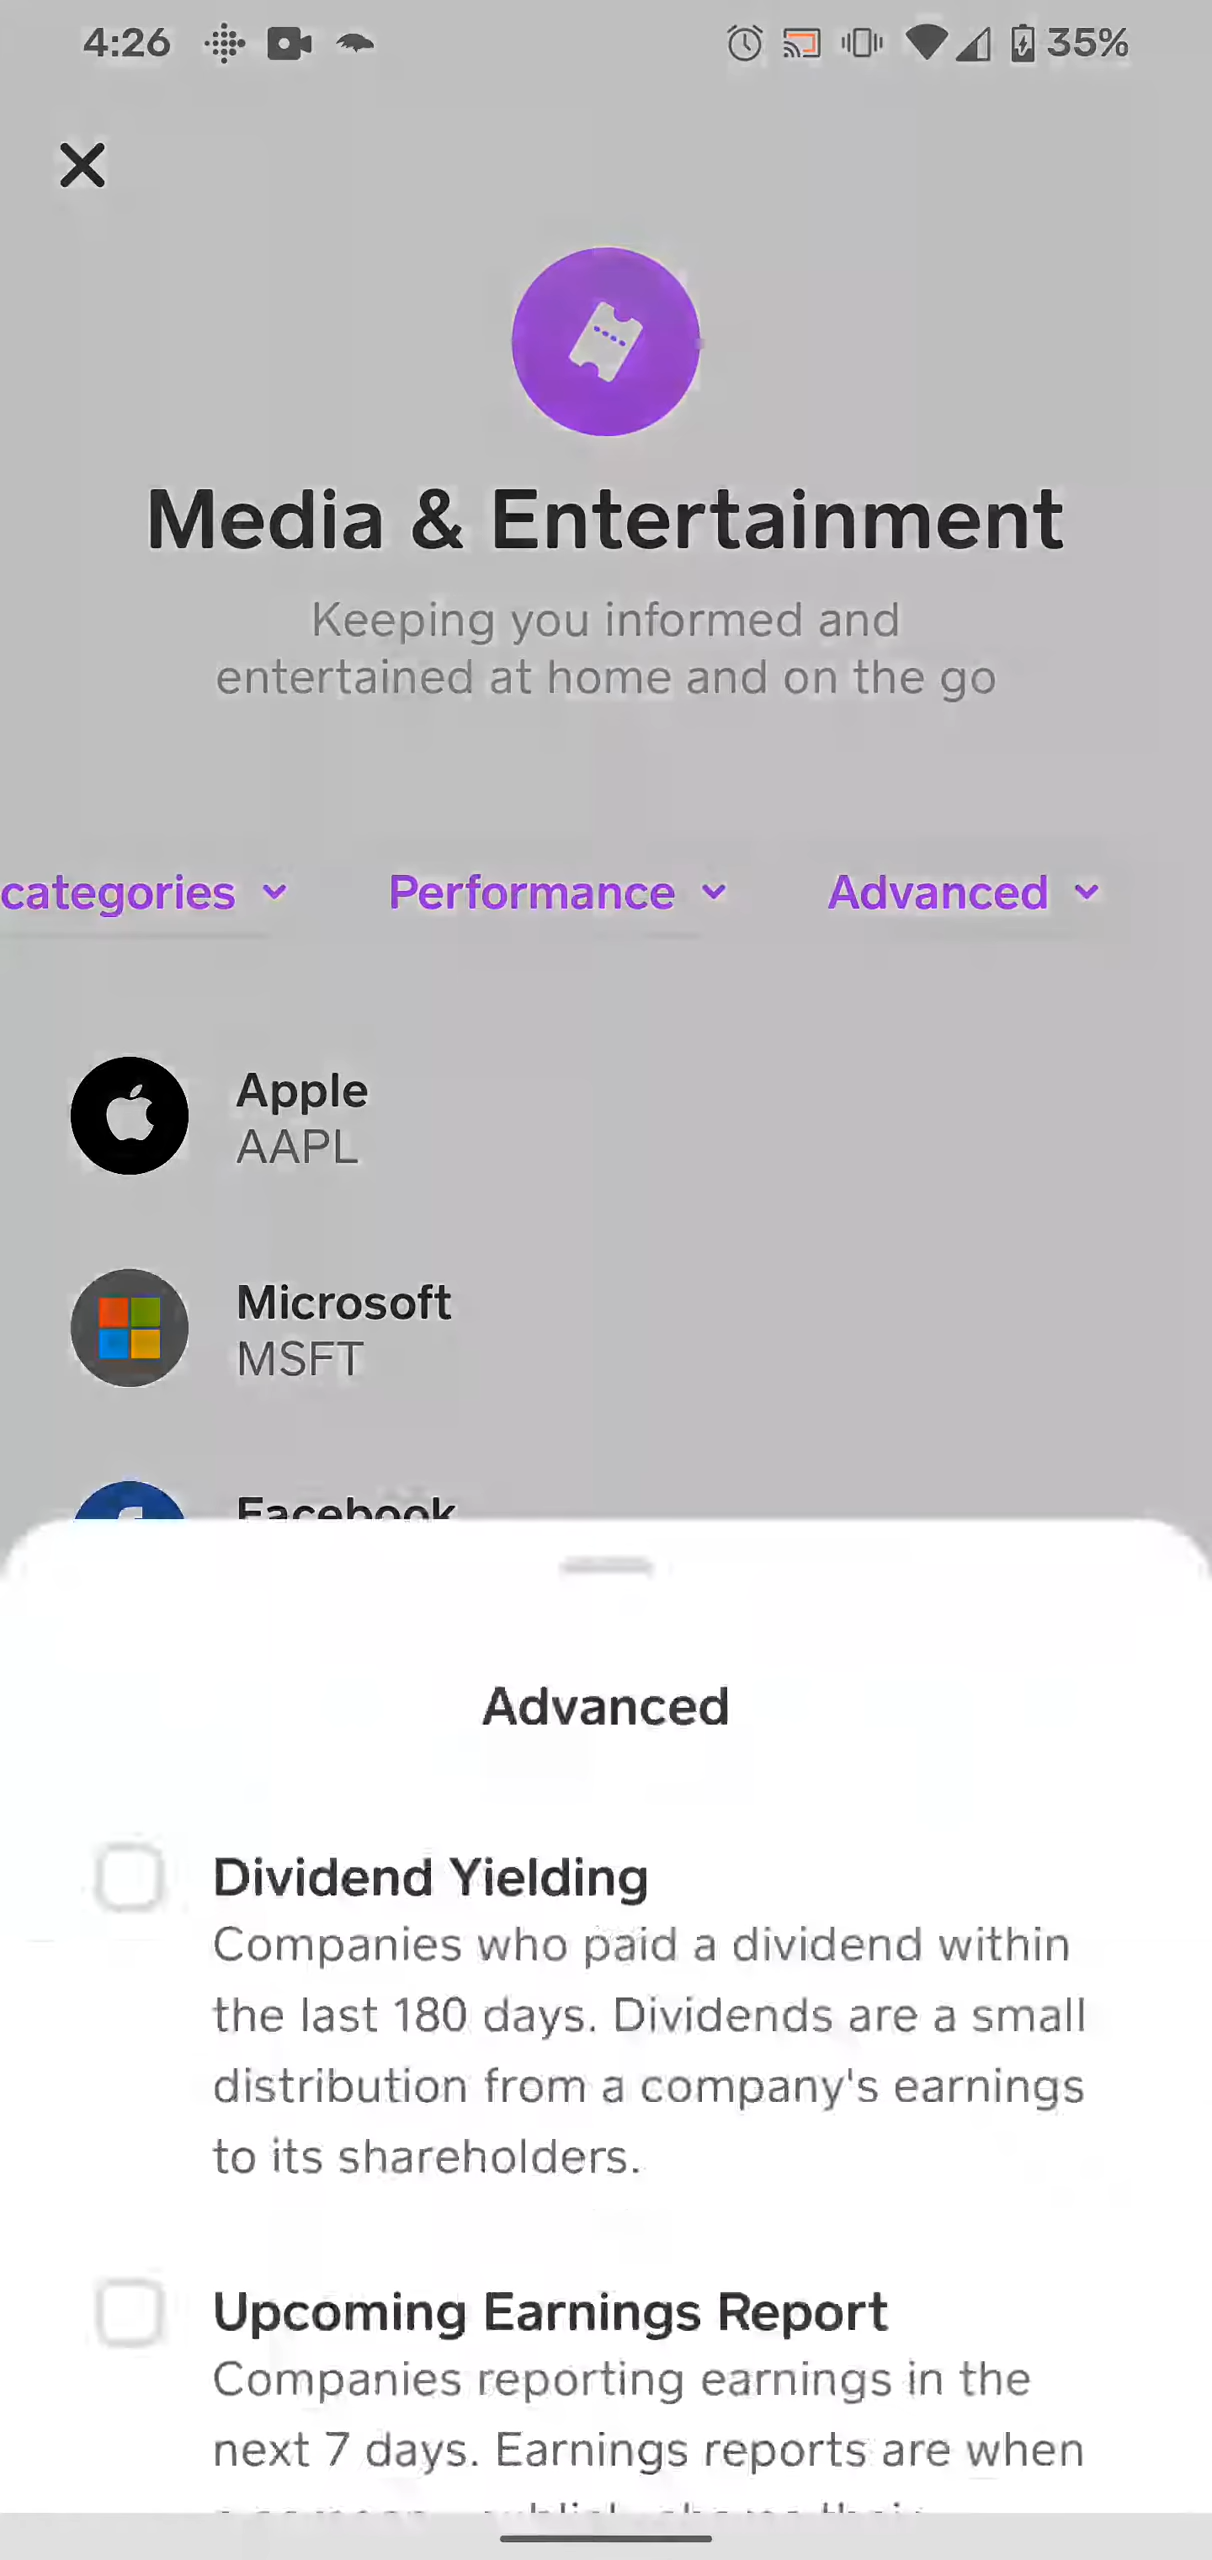 4:26
35%
Media & Entertainment
Keeping you informed and
entertained at home and on the go
categories
Performance
Advanced
Apple
AAPL
Microsoft
MSFT
Facebook
Advanced
Dividend Yielding
Companies who paid a dividend within
the last 180 days. Dividends are a small
distribution from a company's earnings
to its shareholders.
Upcoming Earnings Report
Companies reporting earnings in the
next 7 days. Earnings reports are when